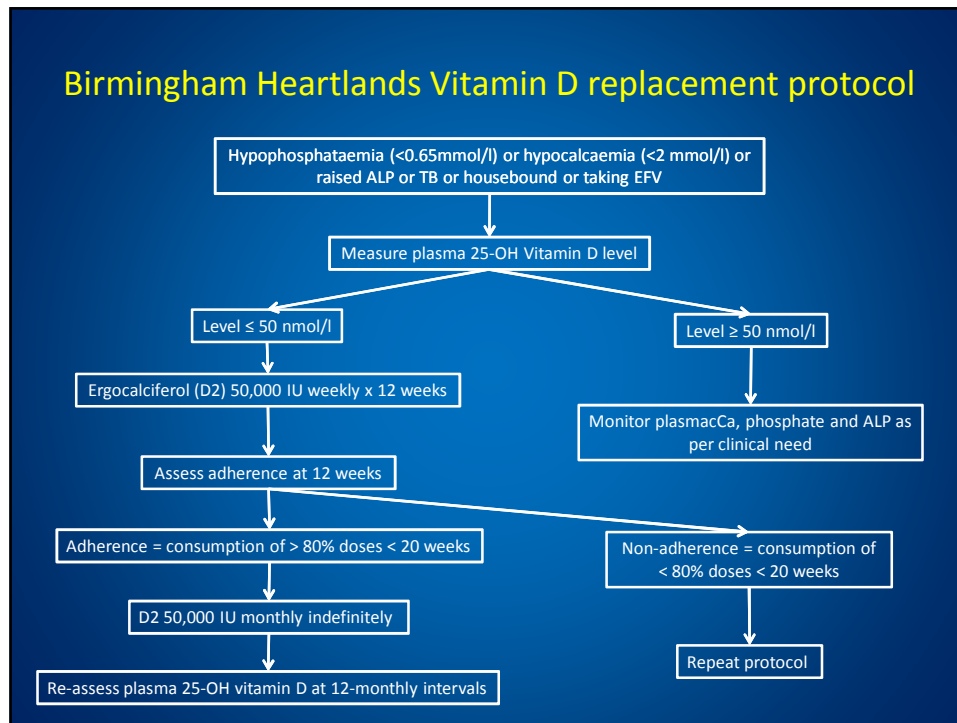 Birmingham Heartlands Vitamin D replacement protocol
Hypophosphataemia (<0.65mmol/l) or hypocalcaemia (<2 mmol/l) or
raised ALP or TB or housebound or taking EFV
Measure plasma 25-OH Vitamin D level
Level ≤ 50 nmol/l
Level ≥ 50 nmol/l
Ergocalciferol (D2) 50,000 IU weekly x 12 weeks
Monitor plasmacCa, phosphate and ALP as
per clinical need
Assess adherence at 12 weeks
Adherence = consumption of > 80% doses < 20 weeks
Non-adherence = consumption of
< 80% doses < 20 weeks
D2 50,000 IU monthly indefinitely
Repeat protocol
Re-assess plasma 25-OH vitamin D at 12-monthly intervals